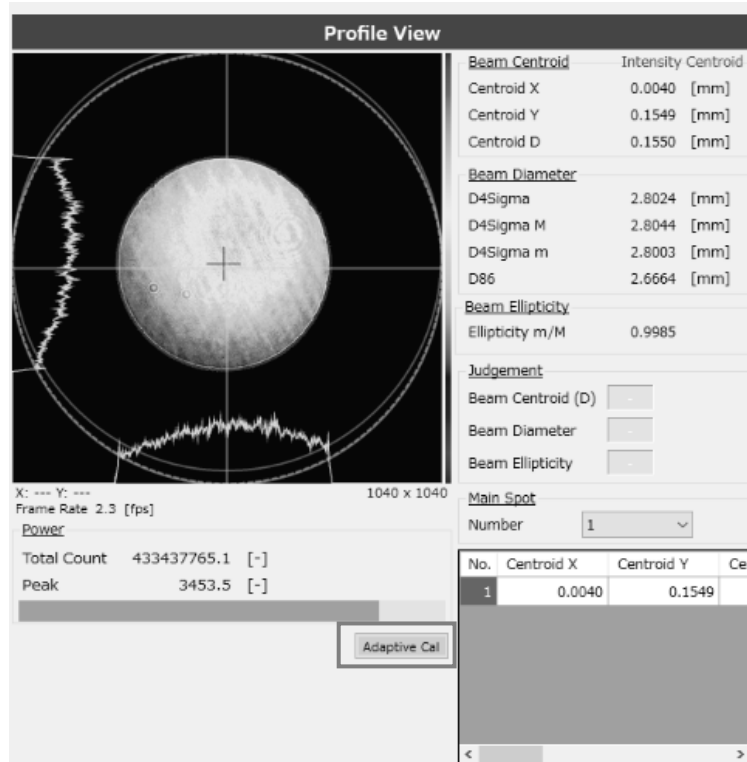 Profile View
Beam Centroid Intensity Centroid
Centroid X 0.0040 [mm]
Centroid Y 0.1549 [mm]
Centroid D 0.1550 [mm]
Beam Diameter
D4Sigma 2.8024 [mm]
D4Sigma M 2.8044 [mm]
D4Sigma m 2.8003 [mm]
D86 2.6664 [mm]
Beam Ellipticity
Ellipticity m/M 0.9985
Judgement
Beam Centroid (D) -
Beam Diameter -
Beam Ellipticity -
X: --- Y: --- 1040 x 1040
Frame Rate 2.3 [fps]
Power
Total Count 433437765.1 [-]
Peak 3453.5 [-]
Adaptive Cal
Main Spot
Number 1
No. Centroid X Centroid Y Ce
1 0.0040 0.1549